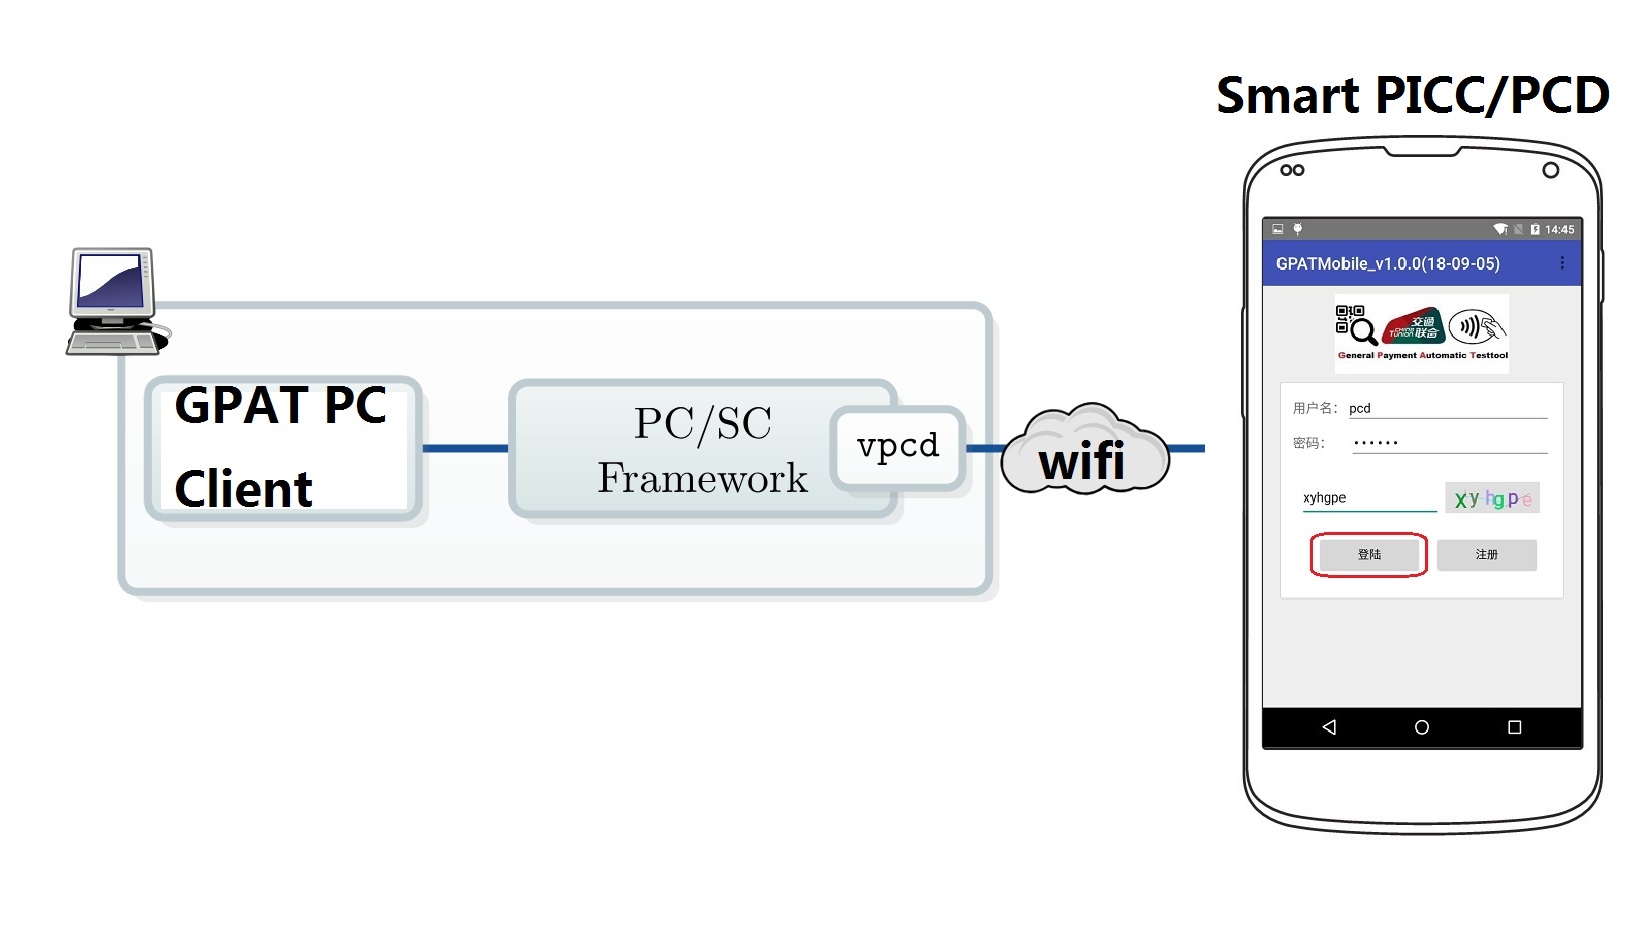 Smart PICC/PCD
GPAT PC
Client
PC/SC
Framework
vpcd
wifi
14:45
GPATMobile_v1.0.0(18-09-05)
交通
联合
CHINA
TUNION
General Payment Automatic Testtool
用户名: pcd
密码: ••••••
xyhgpe
xyhgpe
登陆
注册